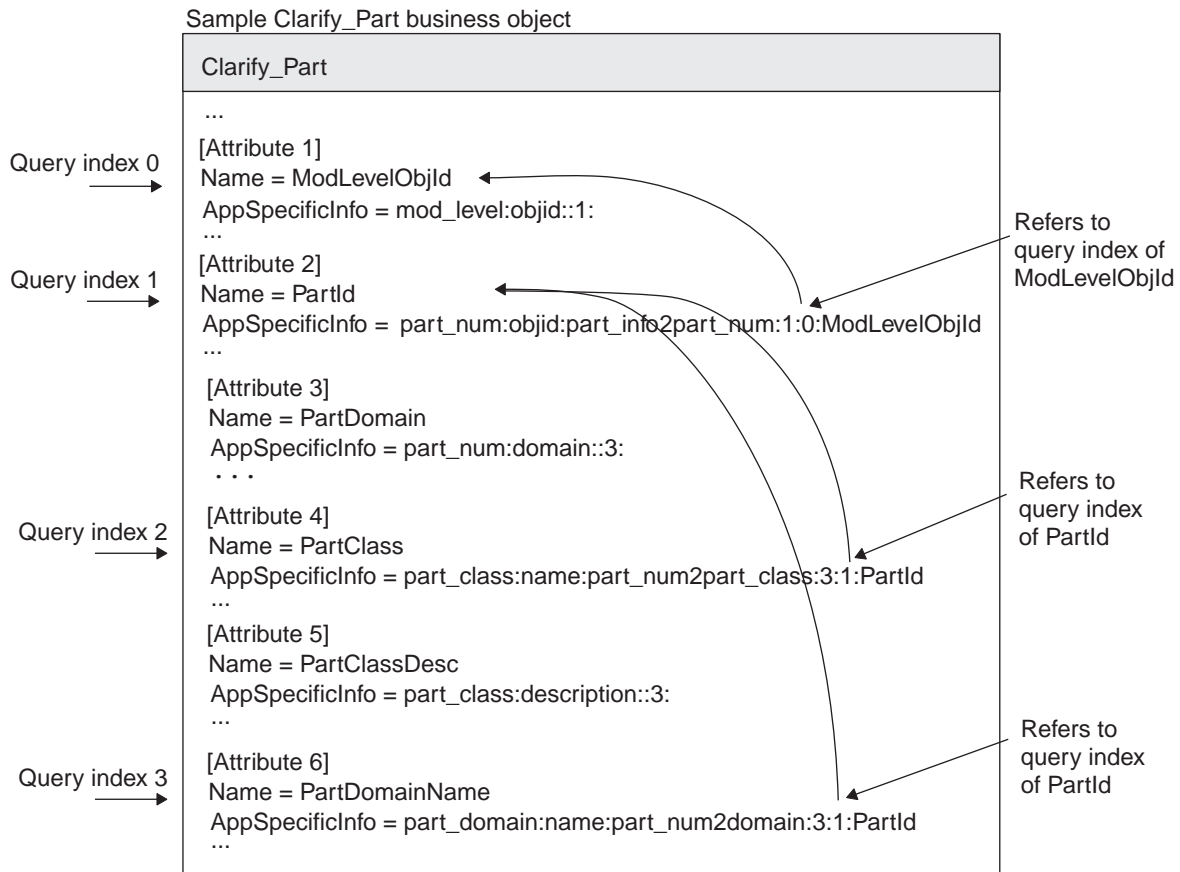 Sample Clarify_Part business object
Clarify_Part
...
Query index 0
[Attribute 1]
Name = ModLevelObjId
AppSpecificInfo = mod_level:objid::1:
...
Refers to
query index of
ModLevelObjId
Query index 1
[Attribute 2]
Name = PartId
AppSpecificInfo = part_num:objid:part_info2part_num:1:0:ModLevelObjId
...
[Attribute 3]
Name = PartDomain
AppSpecificInfo = part_num:domain::3:
. . .
Refers to
query index
of PartId
Query index 2
[Attribute 4]
Name = PartClass
AppSpecificInfo = part_class:name:part_num2part_class:3:1:PartId
...
[Attribute 5]
Name = PartClassDesc
AppSpecificInfo = part_class:description::3:
...
Refers to
query index
of PartId
Query index 3
[Attribute 6]
Name = PartDomainName
AppSpecificInfo = part_domain:name:part_num2domain:3:1:PartId
...